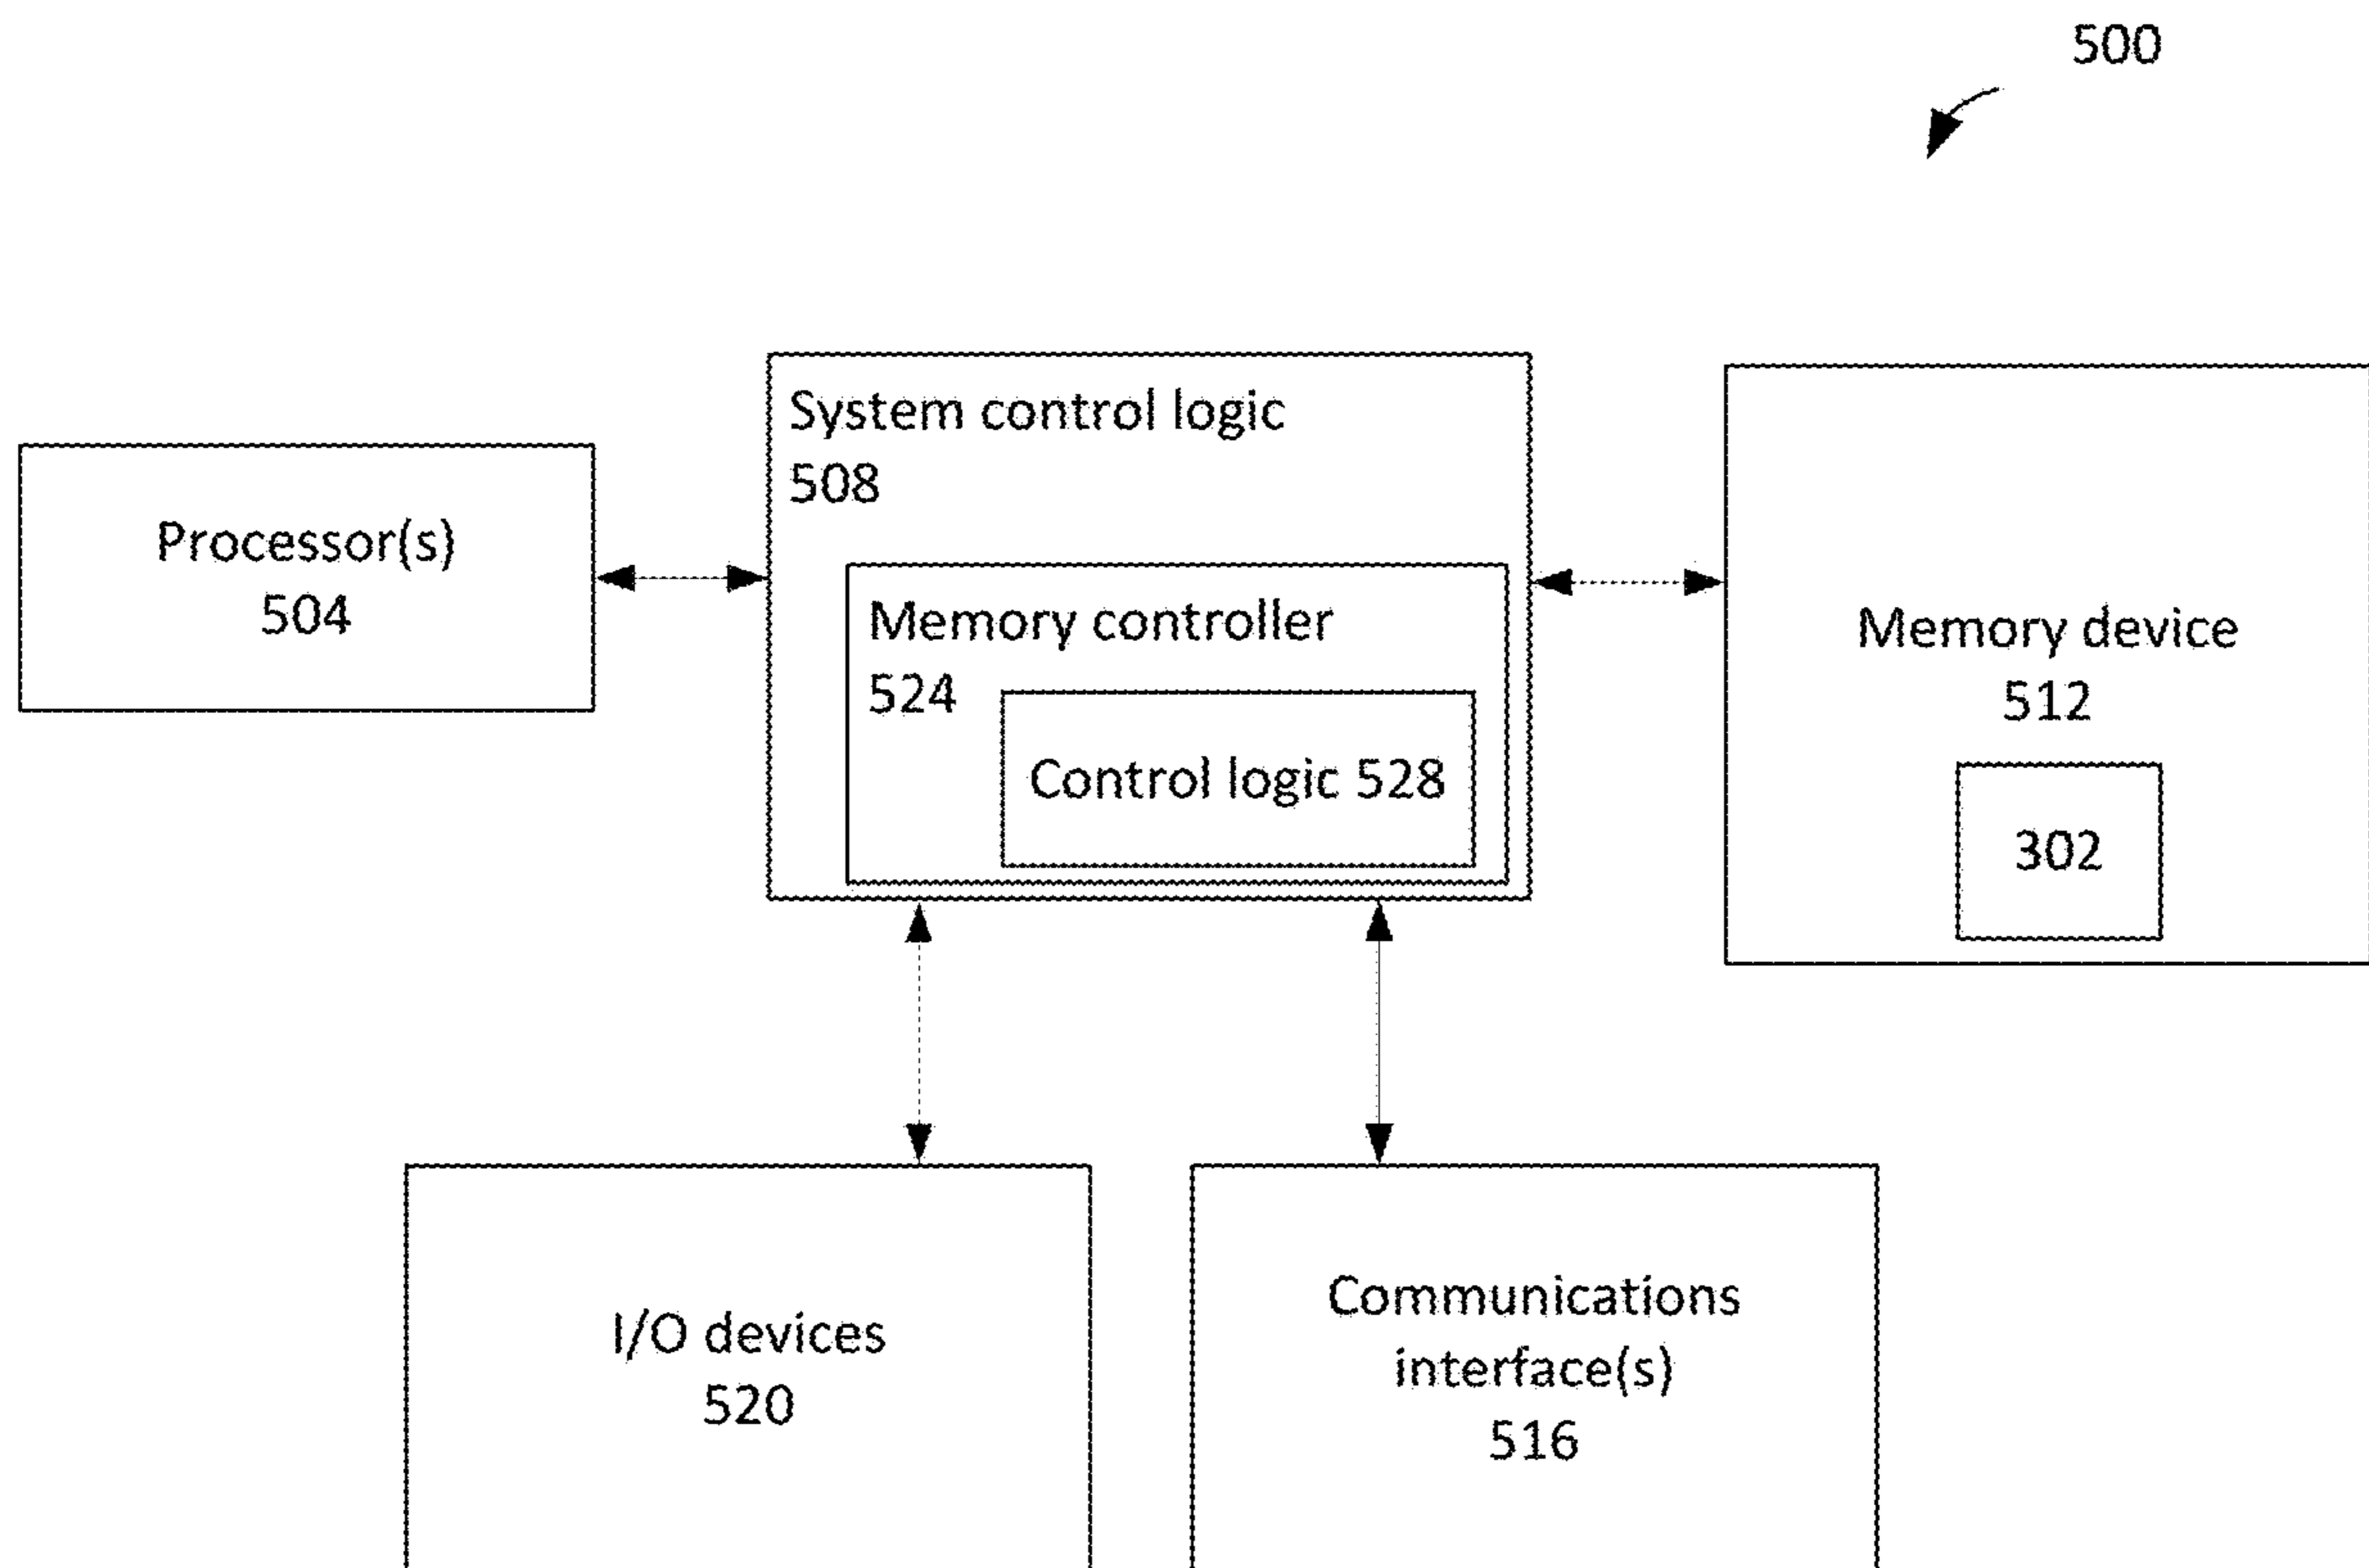 500
System control logic
508
Processor(s)
504
Memory controller
524
Control logic 528
Memory device
512
302
I/O devices
520
Communications
interface(s)
516